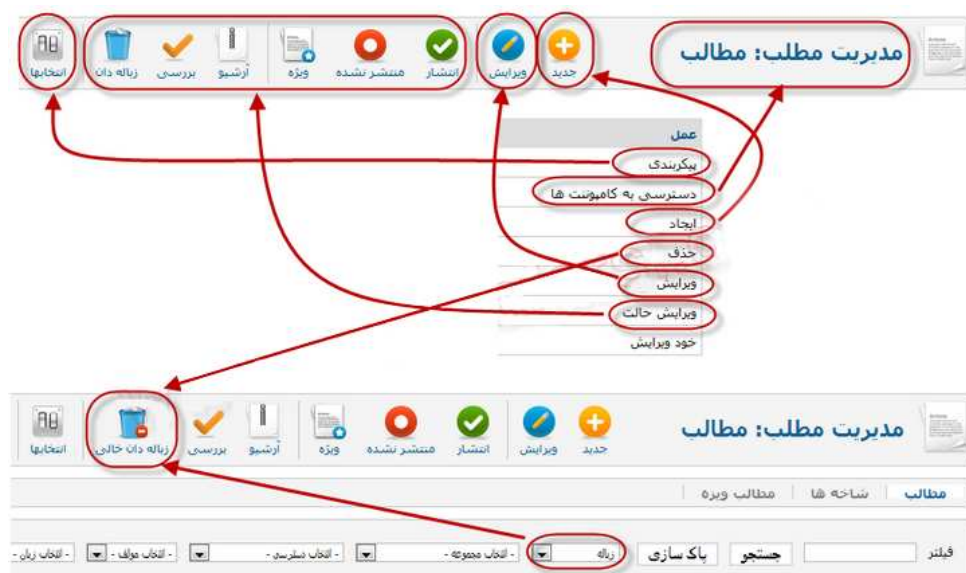 مدیریت مطلب: مطالب
جدید ویرایش انتشار منتشر نشده ویژه آرشیو بررسی زباله دان انتخابها
عمل
پیکربندی
دسترسی به کامپوننت ها
ایجاد
حذف
ویرایش
ویرایش حالت
خود ویرایش
مدیریت مطلب: مطالب
جدید ویرایش انتشار منتشر نشده ویژه آرشیو بررسی زباله دان خالی انتخابها
مطالب شاخه ها مطالب ویژه
فیلتر جستجو پاک سازی زباله - انتخاب مجموعه - - انتخاب دسترسی - - انتخاب مولف - - انتخاب زبان -